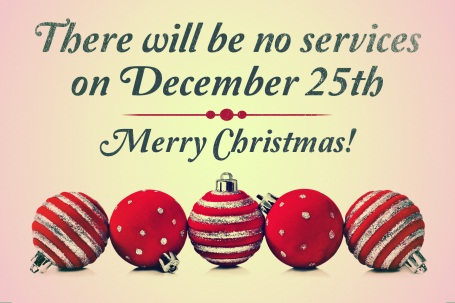 There will be no services
on December 25th
Merry Christmas!